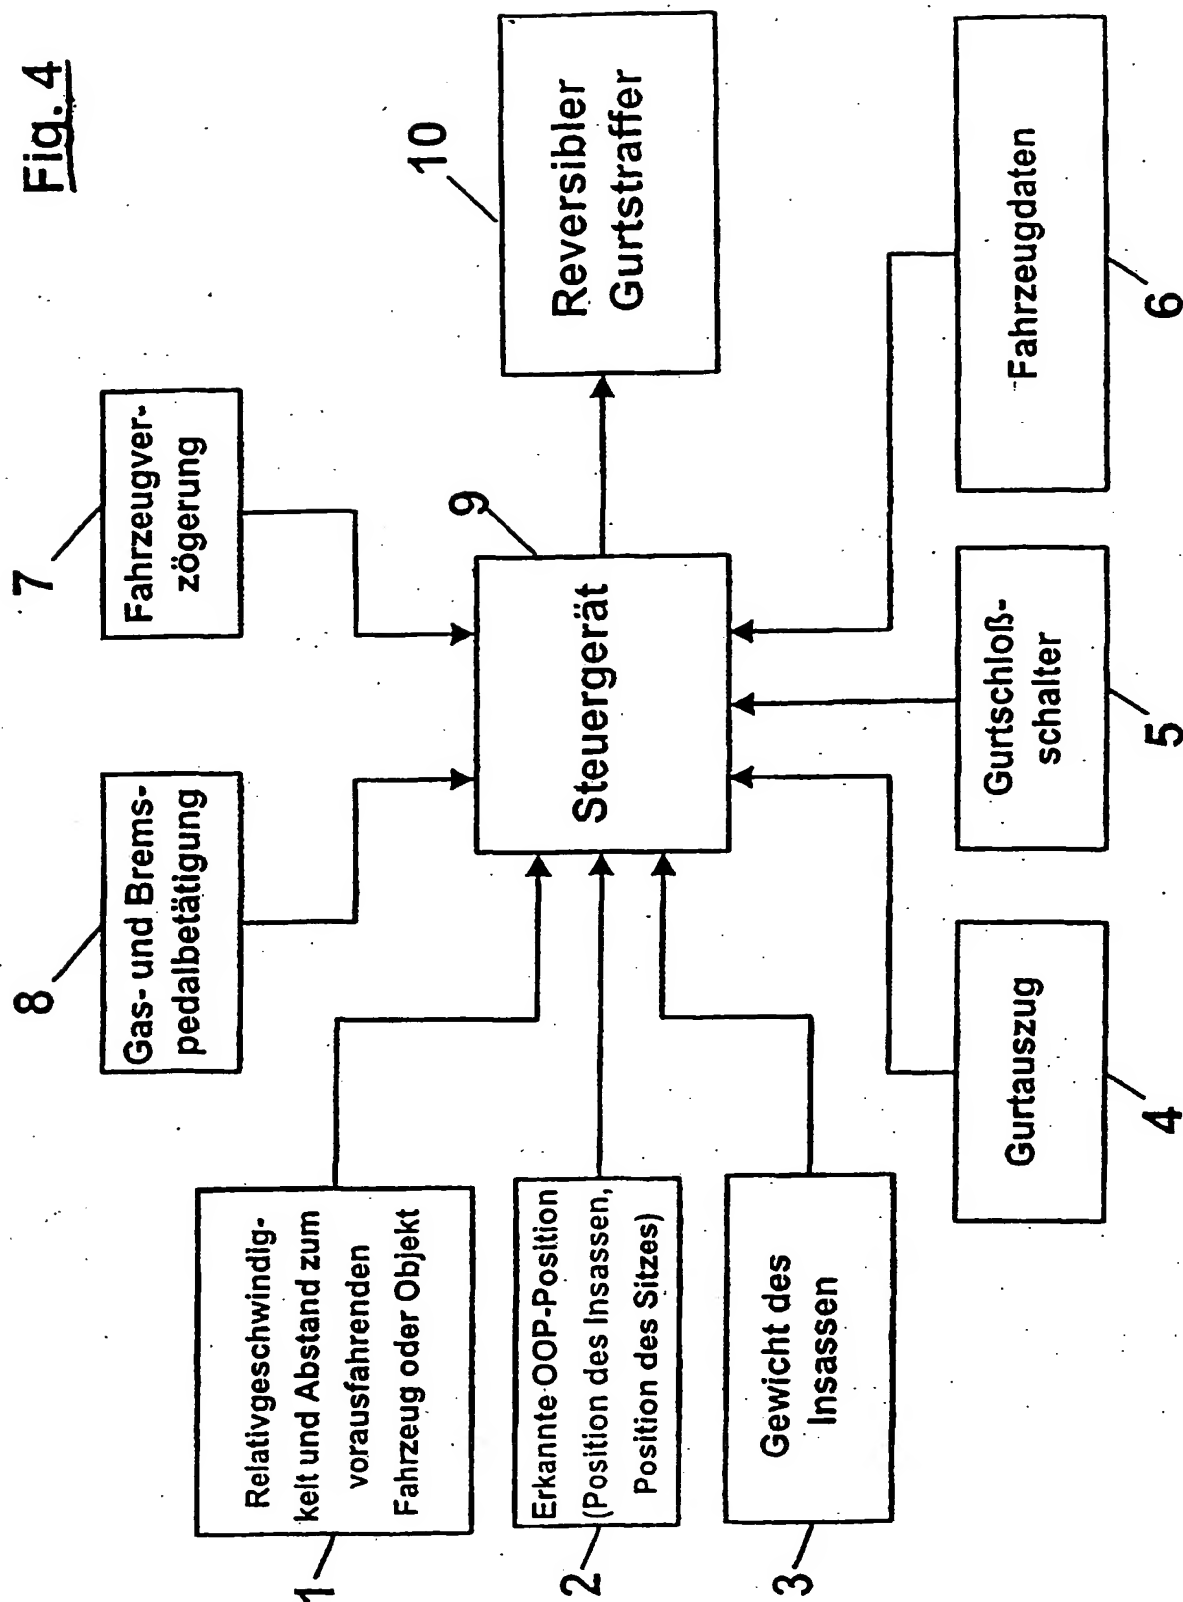 Fig. 4
7
Fahrzeugver-
zögerung
8
Gas- und Brems-
pedalbetätigung
1
Relativgeschwindig-
kelt und Abstand zum
vorausfahrenden
Fahrzeug oder Objekt
2
Erkannte OOP-Position
(Position des Insassen,
Position des Sitzes)
3
Gewicht des
Insassen
9
Steuergerät
10
Reversibler
Gurtstraffer
4
Gurtauszug
5
Gurtschloß-
schalter
6
Fahrzeugdaten